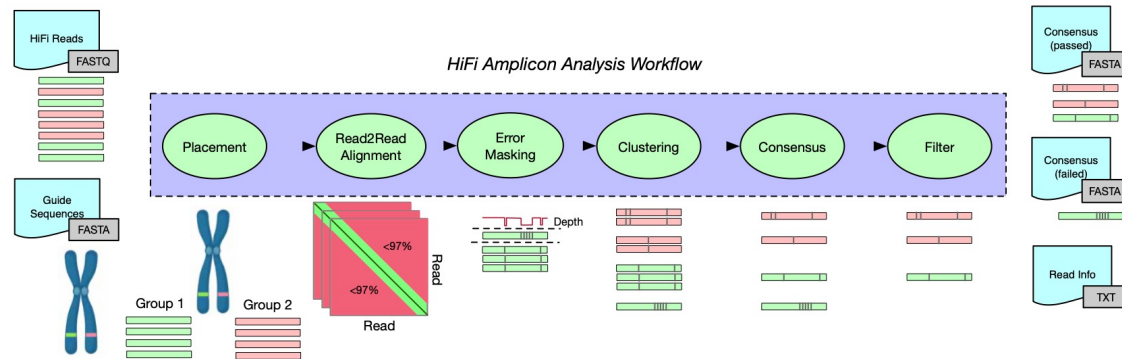 HiFi Reads
FASTQ
Guide
Sequences
FASTA
HiFi Amplicon Analysis Workflow
Placement
Read2Read
Alignment
Error
Masking
Clustering
Consensus
Filter
Group 1
Group 2
<97%
<97%
Read
Read
Depth
Consensus
(passed)
FASTA
Consensus
(failed)
FASTA
Read Info
TXT